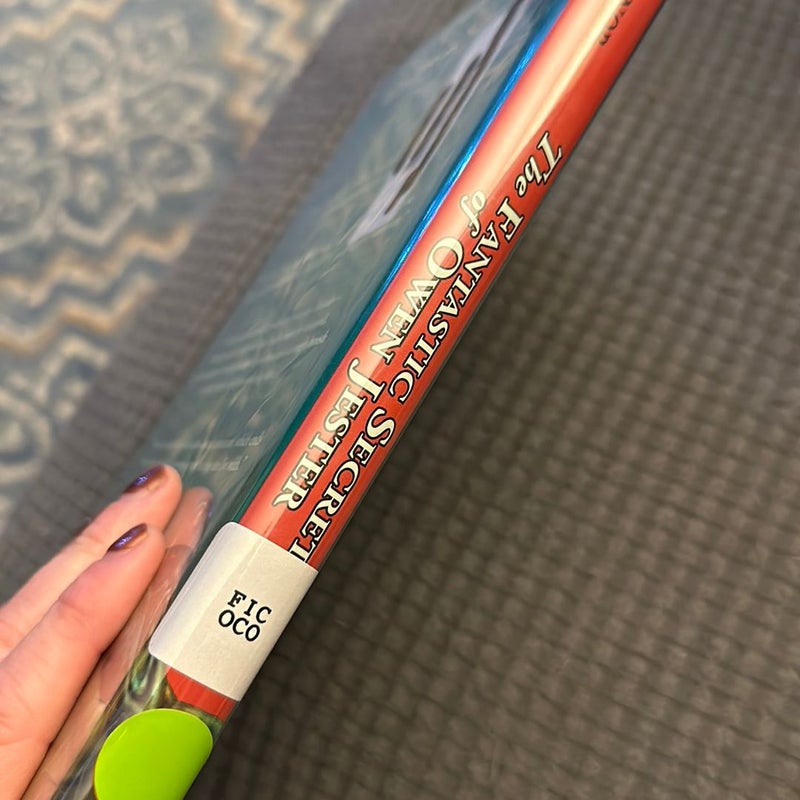 The FANTASTIC SECRET
of OWEN JESTER
FIC
OCO